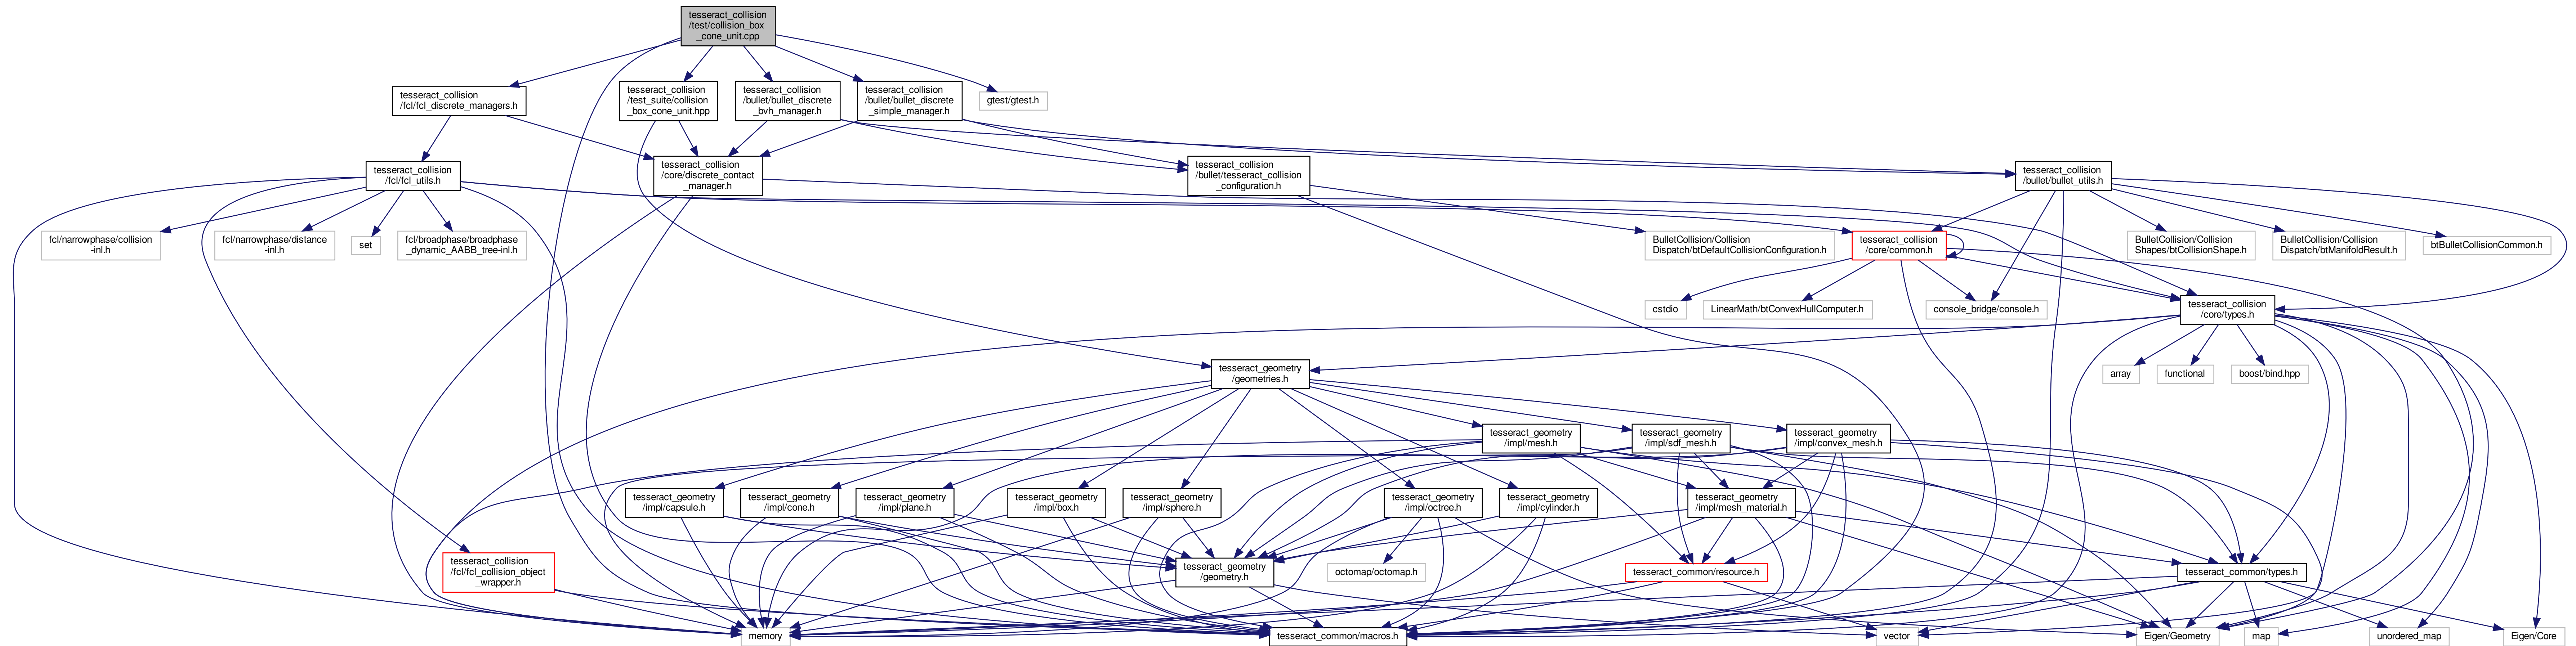 tesseract_collision
/test/collision_box
_cone_unit.cpp
tesseract_collision
/fcl/fcl_discrete_managers.h
tesseract_collision
/test_suite/collision
_box_cone_unit.hpp
tesseract_collision
/bullet/bullet_discrete
_bvh_manager.h
tesseract_collision
/bullet/bullet_discrete
_simple_manager.h
gtest/gtest.h
tesseract_collision
/fcl/fcl_utils.h
tesseract_collision
/core/discrete_contact
_manager.h
tesseract_collision
/bullet/tesseract_collision
_configuration.h
tesseract_collision
/bullet/bullet_utils.h
fcl/narrowphase/collision
-inl.h
fcl/narrowphase/distance
-inl.h
set
fcl/broadphase/broadphase
_dynamic_AABB_tree-inl.h
BulletCollision/Collision
Dispatch/btDefaultCollisionConfiguration.h
tesseract_collision
/core/common.h
BulletCollision/Collision
Shapes/btCollisionShape.h
BulletCollision/Collision
Dispatch/btManifoldResult.h
btBulletCollisionCommon.h
cstdio
LinearMath/btConvexHullComputer.h
console_bridge/console.h
tesseract_collision
/core/types.h
tesseract_geometry
/geometries.h
array
functional
boost/bind.hpp
tesseract_geometry
/impl/mesh.h
tesseract_geometry
/impl/sdf_mesh.h
tesseract_geometry
/impl/convex_mesh.h
tesseract_geometry
/impl/capsule.h
tesseract_geometry
/impl/cone.h
tesseract_geometry
/impl/plane.h
tesseract_geometry
/impl/box.h
tesseract_geometry
/impl/sphere.h
tesseract_geometry
/impl/octree.h
tesseract_geometry
/impl/cylinder.h
tesseract_geometry
/impl/mesh_material.h
tesseract_collision
/fcl/fcl_collision_object
_wrapper.h
tesseract_geometry
/geometry.h
octomap/octomap.h
tesseract_common/resource.h
tesseract_common/types.h
memory
tesseract_common/macros.h
vector
Eigen/Geometry
map
unordered_map
Eigen/Core